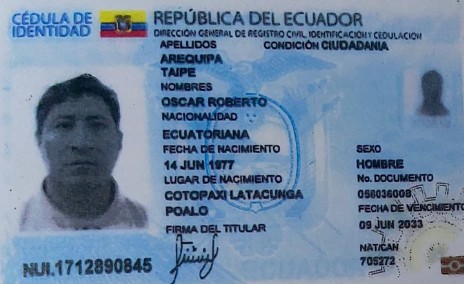 CÉDULA DE
IDENTIDAD
REPÚBLICA DEL ECUADOR
DIRECCIÓN GENERAL DE REGISTRO CIVIL, IDENTIFICACIÓN Y CEDULACIÓN
APELLIDOS
CONDICIÓN CIUDADANIA
AREQUIPA
TAIPE
NOMBRES
OSCAR ROBERTO
NACIONALIDAD
ECUATORIANA
FECHA DE NACIMIENTO
14 JUN 1977
LUGAR DE NACIMIENTO
COTOPAXI LATACUNGA
POALO
FIRMA DEL TITULAR
SEXO
HOMBRE
No. DOCUMENTO
056036008
FECHA DE VENCIMIENTO
09 JUN 2033
NAT/CAN
705272
NUI.1712890845